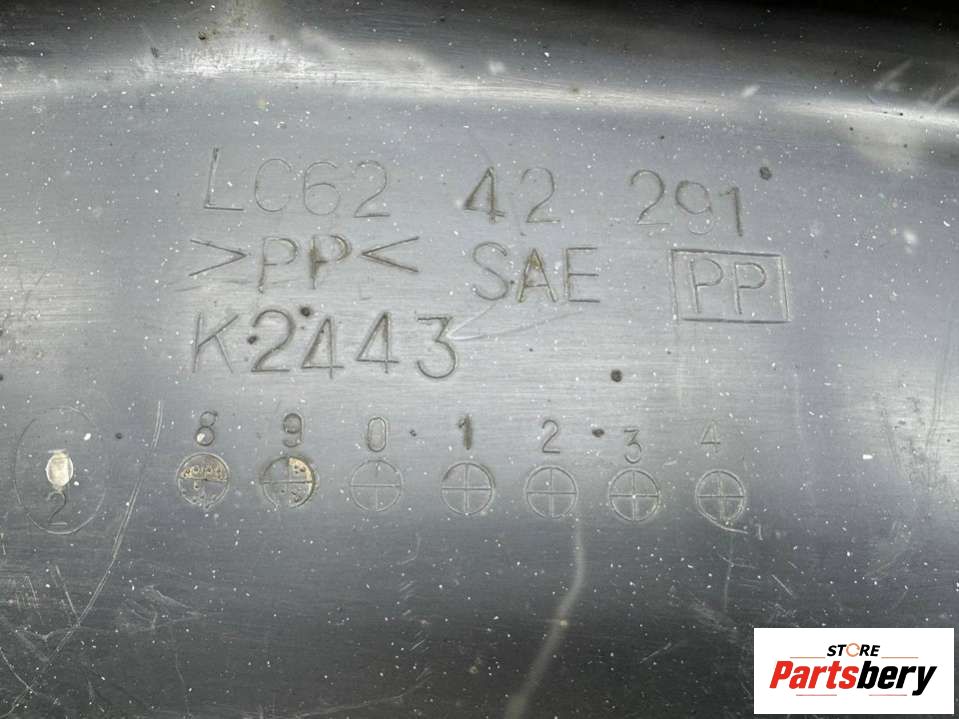 LC62 42 291
>PP< SAE PP
K2443
8 9 0 1 2 3 4
2
STORE
Partsbery